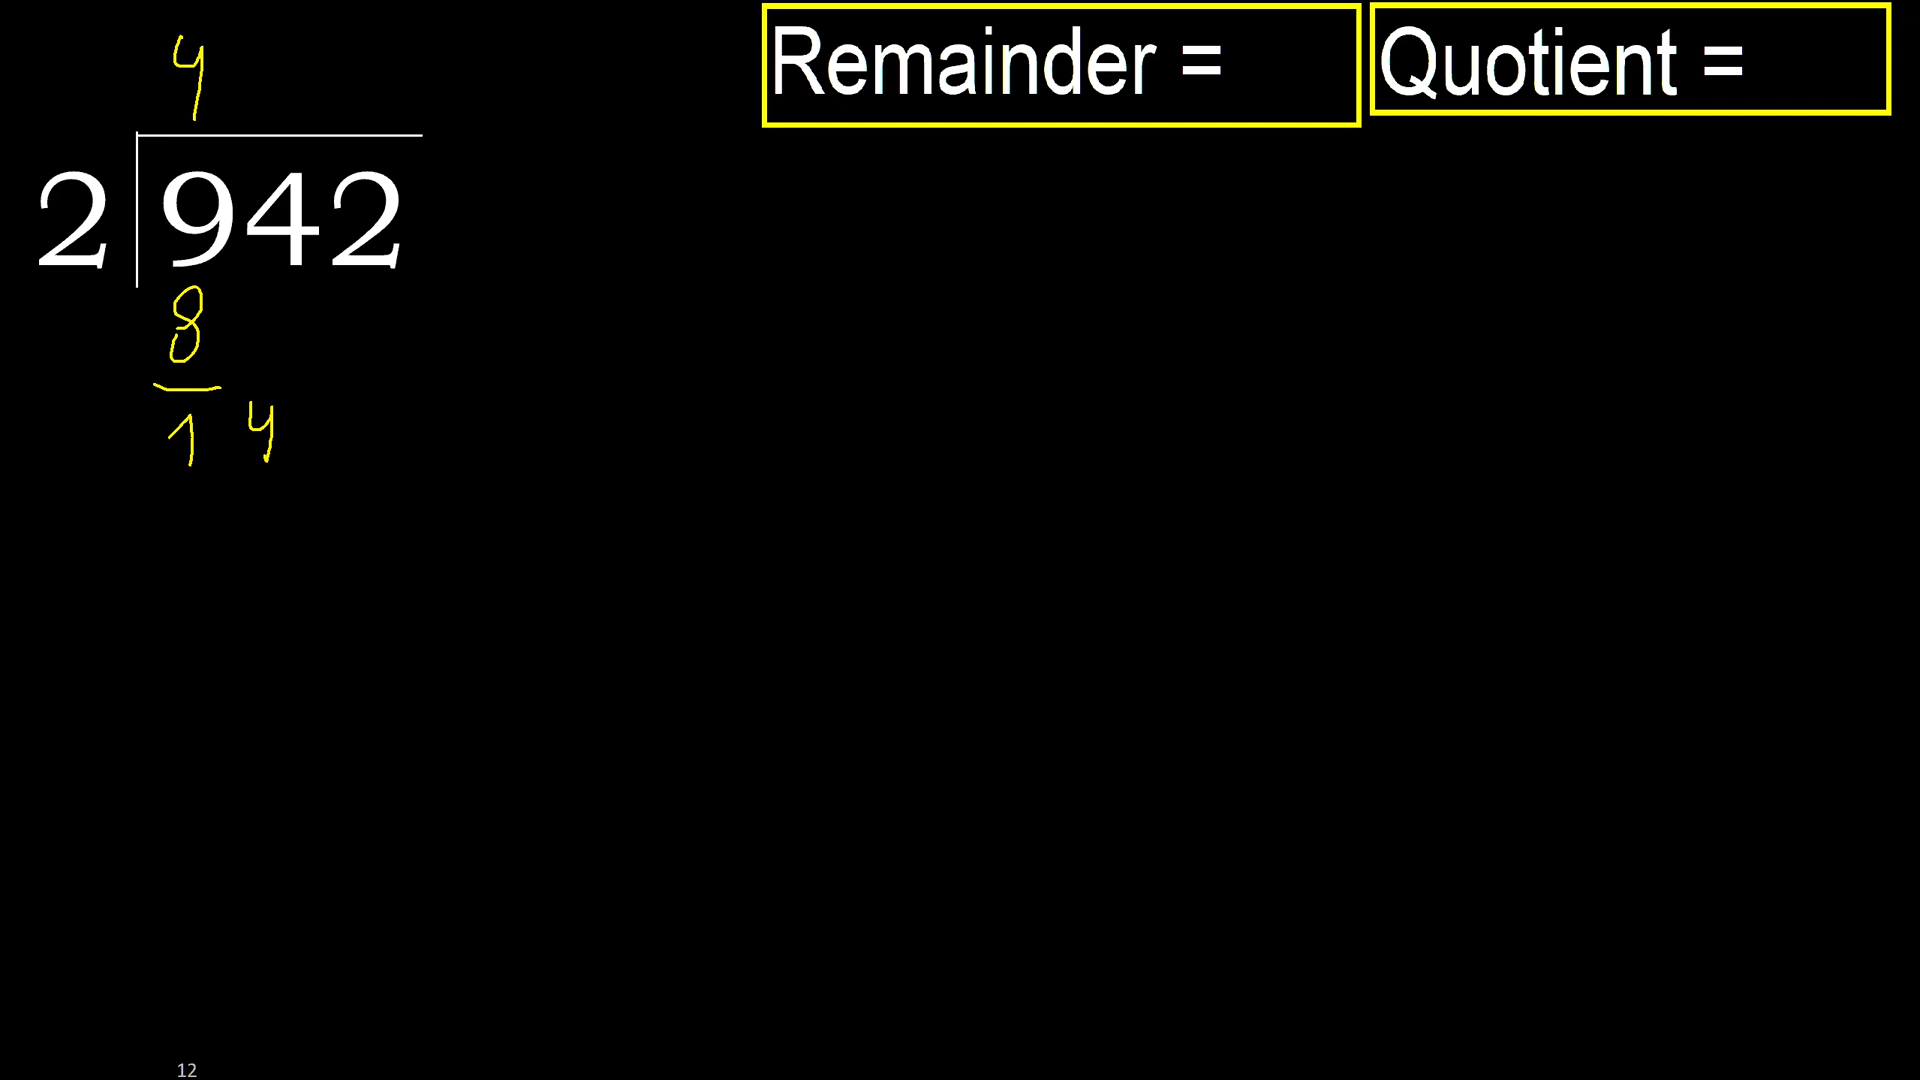 4
Remainder =
Quotient =
2 942
8
1 4
12